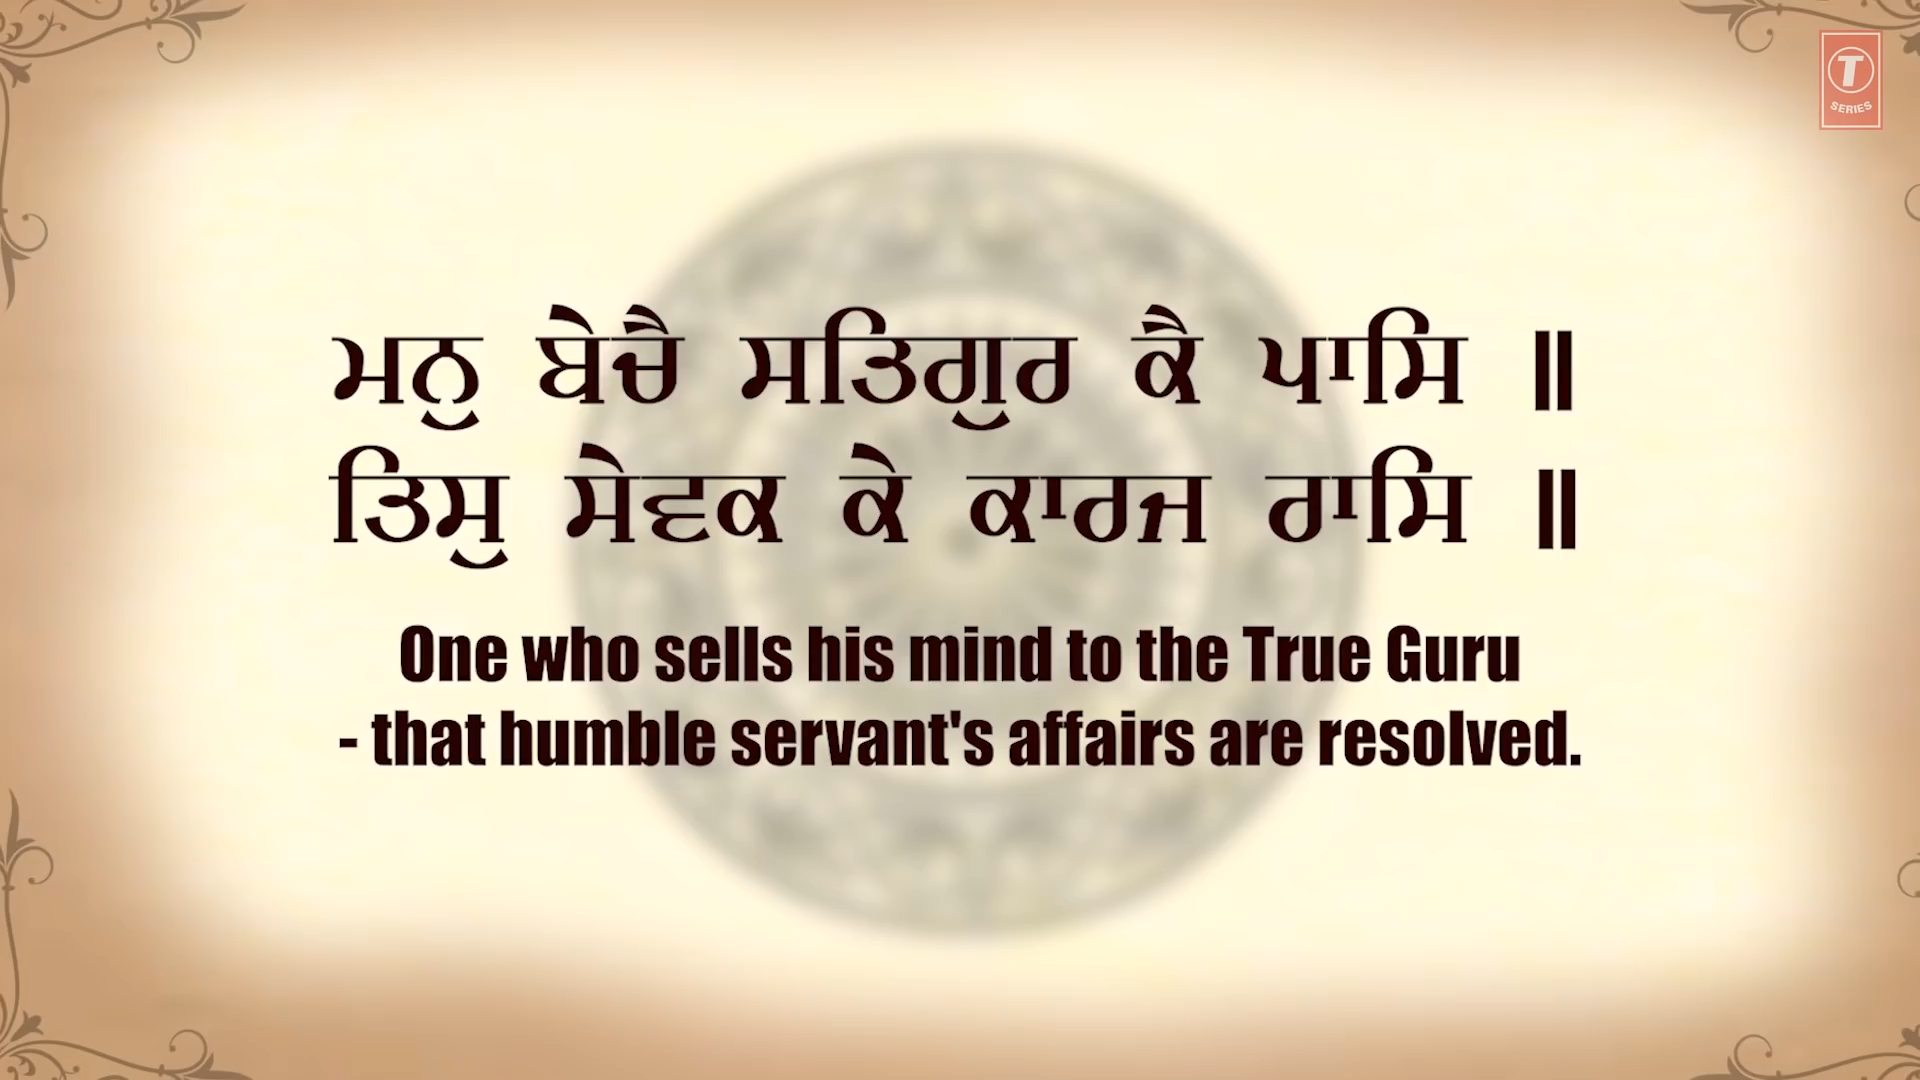 T
SERIES
ਮਨੁ ਬੇਚੈ ਸਤਿਗੁਰ ਕੈ ਪਾਸਿ ॥
ਤਿਸੁ ਸੇਵਕ ਕੇ ਕਾਰਜ ਰਾਸਿ ॥
One who sells his mind to the True Guru
- that humble servant's affairs are resolved.